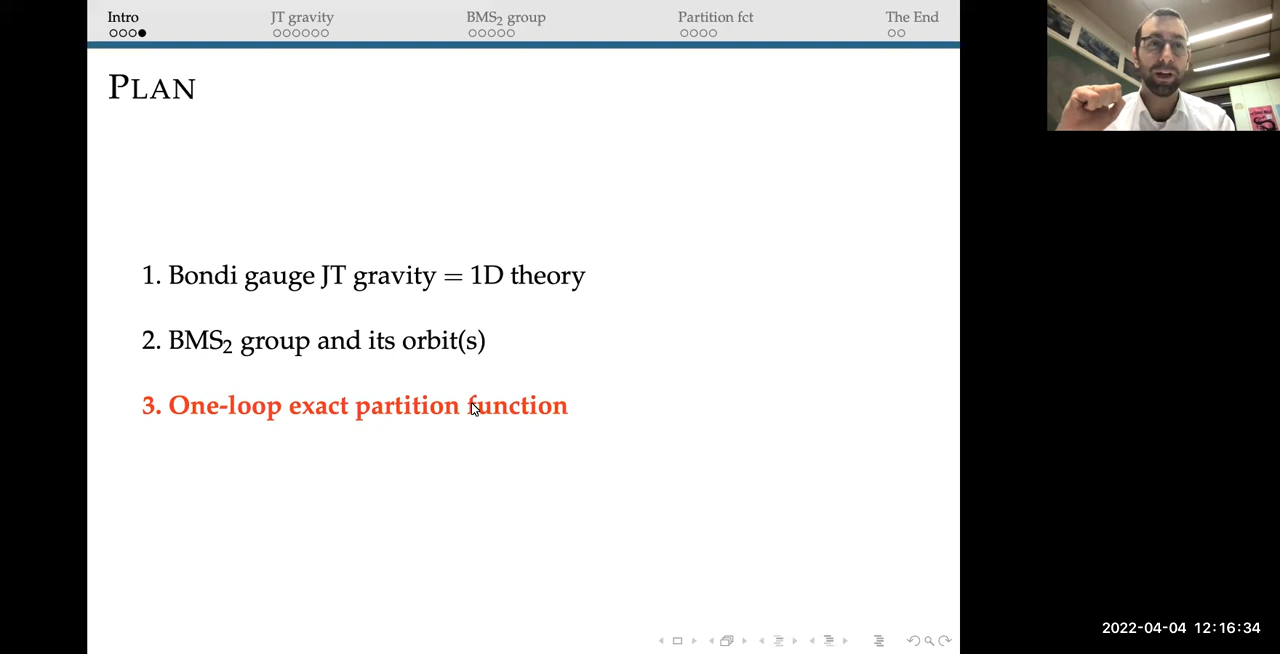 Intro JT gravity BMS₂ group Partition fct The End
PLAN
1. Bondi gauge JT gravity = 1D theory
2. BMS₂ group and its orbit(s)
3. One-loop exact partition function
2022-04-04 12:16:34